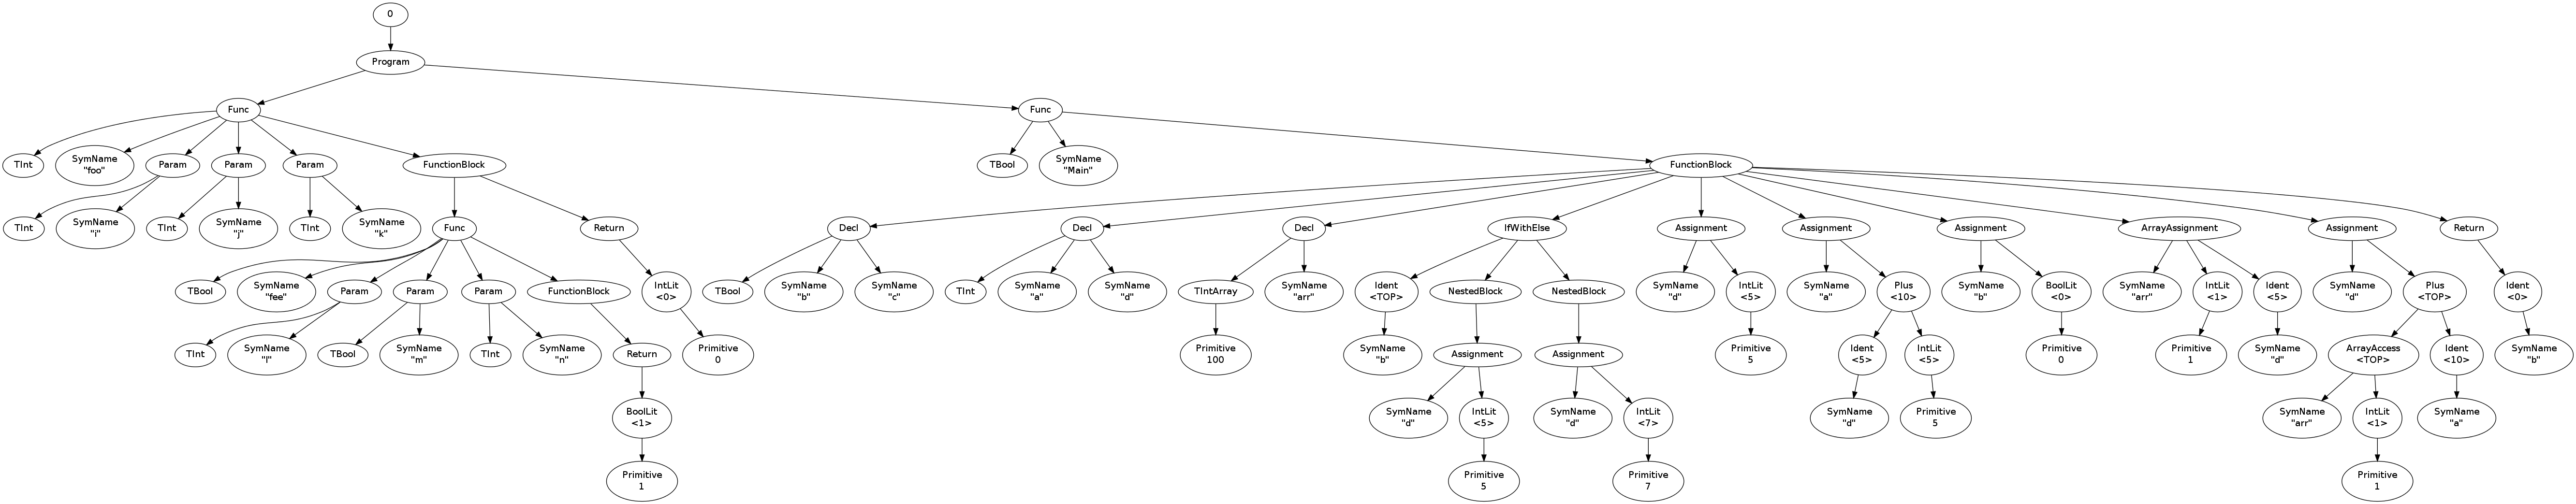 0
Program
Func
Func
TInt
SymName
"foo"
Param
Param
Param
FunctionBlock
TBool
SymName
"Main"
FunctionBlock
TInt
SymName
"i"
TInt
SymName
"j"
TInt
SymName
"k"
Func
Return
Decl
Decl
Decl
IfWithElse
Assignment
Assignment
Assignment
ArrayAssignment
Assignment
Return
TBool
SymName
"fee"
Param
Param
Param
FunctionBlock
IntLit
<0>
TBool
SymName
"b"
SymName
"c"
TInt
SymName
"a"
SymName
"d"
TIntArray
SymName
"arr"
Ident
<TOP>
NestedBlock
NestedBlock
SymName
"d"
IntLit
<5>
SymName
"a"
Plus
<10>
SymName
"b"
BoolLit
<0>
SymName
"arr"
IntLit
<1>
Ident
<5>
SymName
"d"
Plus
<TOP>
Ident
<0>
TInt
SymName
"l"
TBool
SymName
"m"
TInt
SymName
"n"
Return
Primitive
0
Primitive
100
SymName
"b"
Assignment
Assignment
Primitive
5
Ident
<5>
IntLit
<5>
Primitive
0
Primitive
1
SymName
"d"
ArrayAccess
<TOP>
Ident
<10>
SymName
"b"
BoolLit
<1>
SymName
"d"
IntLit
<5>
SymName
"d"
IntLit
<7>
SymName
"d"
Primitive
5
SymName
"arr"
IntLit
<1>
SymName
"a"
Primitive
1
Primitive
5
Primitive
7
Primitive
1